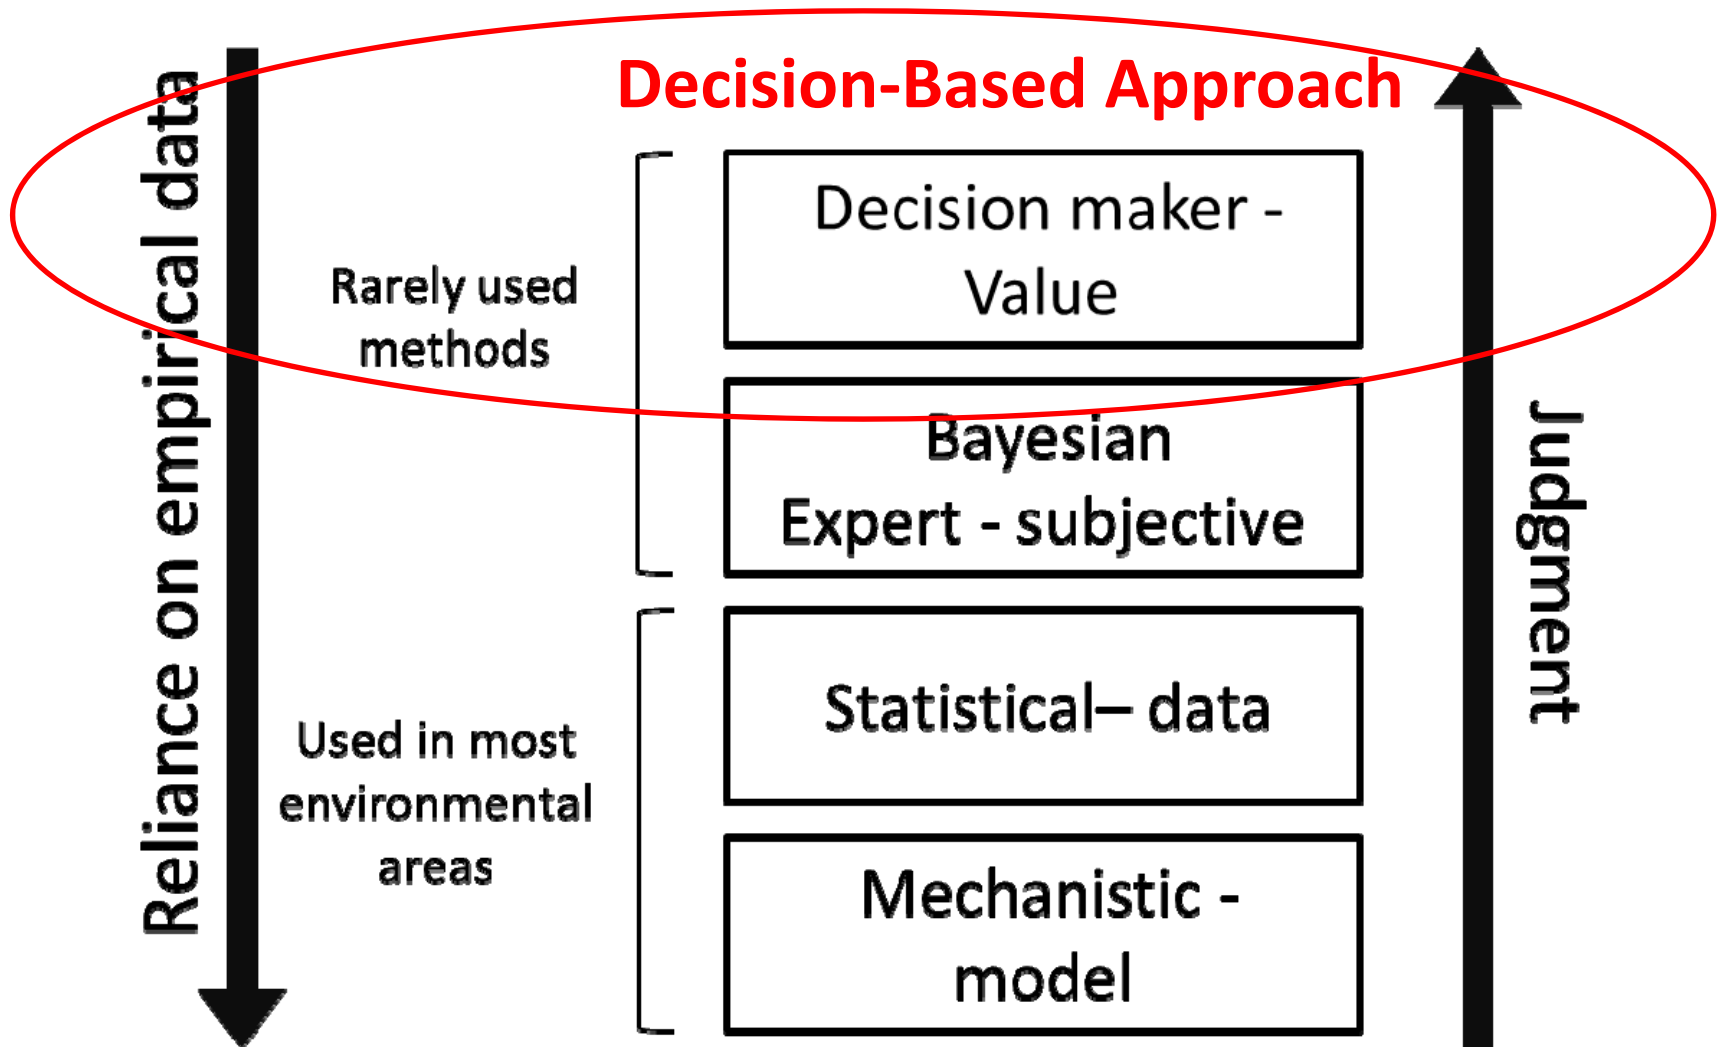 Decision-Based Approach
Reliance on empirical data
Rarely used
methods
Decision maker -
Value
Bayesian
Expert - subjective
Judgment
Used in most
environmental
areas
Statistical– data
Mechanistic -
model